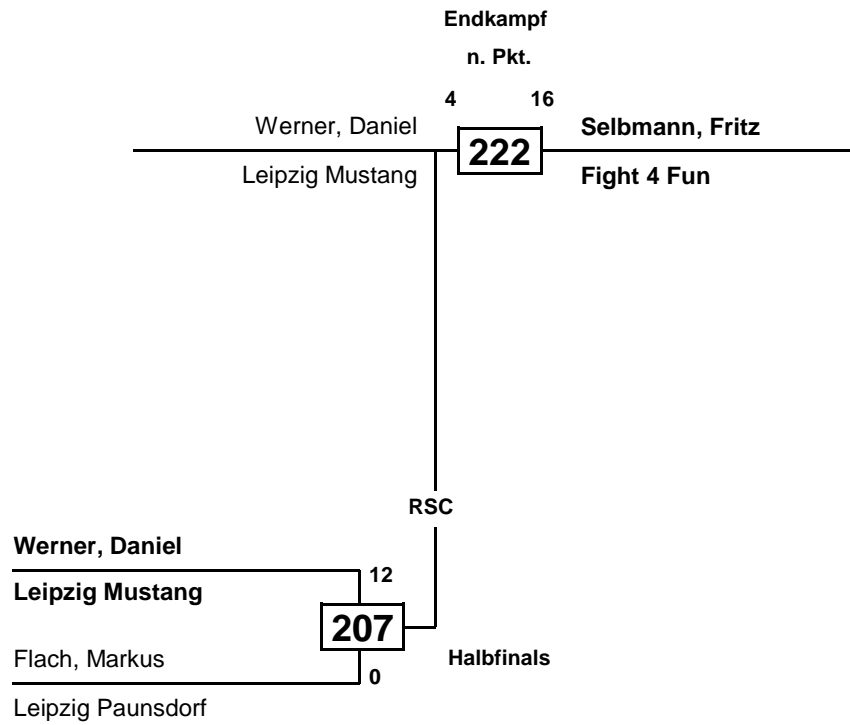 Endkampf
n. Pkt.
4 16
Werner, Daniel 222 Selbmann, Fritz
Leipzig Mustang Fight 4 Fun
RSC
Werner, Daniel
12
Leipzig Mustang
207
Flach, Markus Halbfinals
0
Leipzig Paunsdorf